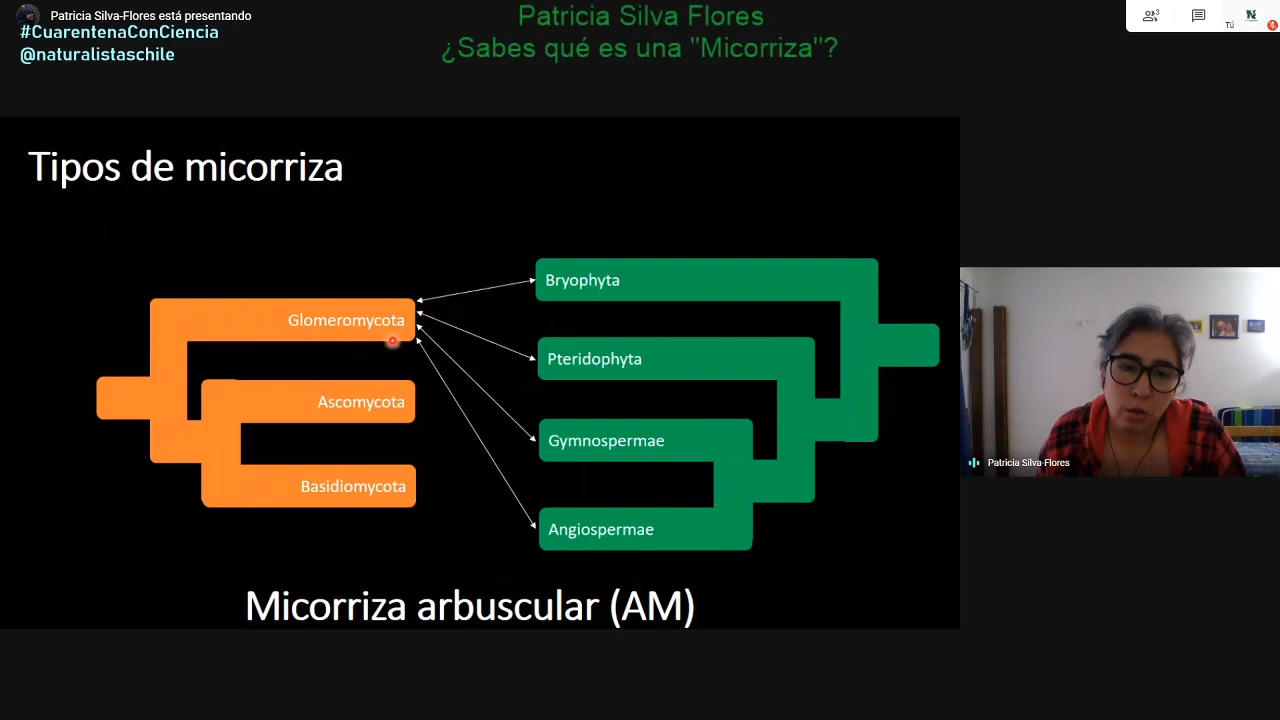 Patricia Silva-Flores está presentando
#CuarentenaConCiencia
@naturalistaschile
Patricia Silva Flores
¿Sabes qué es una "Micorriza"?
3
Tú
Tipos de micorriza
Glomeromycota
Ascomycota
Basidiomycota
Bryophyta
Pteridophyta
Gymnospermae
Angiospermae
Micorriza arbuscular (AM)
Patricia Silva-Flores